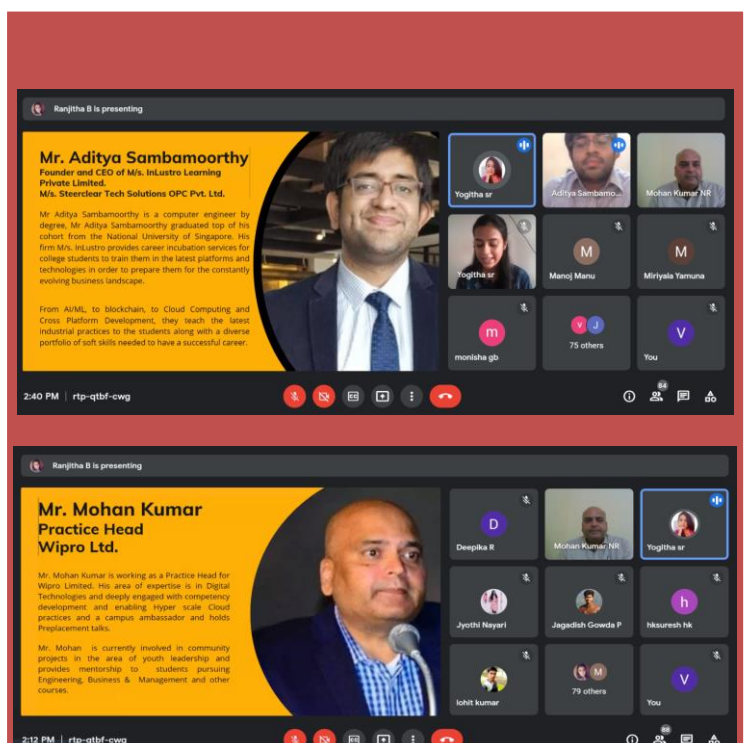 Ranjitha B is presenting
Mr. Aditya Sambamoorthy
Founder and CEO of M/s. InLustro Learning
Private Limited.
M/s. Steerclear Tech Solutions OPC Pvt. Ltd.
Mr Aditya Sambamoorthy is a computer engineer by
degree, Mr Aditya Sambamoorthy graduated top of his
cohort from the National University of Singapore. His
firm M/s. InLustro provides career incubation services for
college students to train them in the latest platforms and
technologies in order to prepare them for the constantly
evolving business landscape.
From AI/ML, to blockchain, to Cloud Computing and
Cross Platform Development, they teach the latest
industrial practices to the students along with a diverse
portfolio of soft skills needed to have a successful career.
Yogitha sr
Aditya Sambamo...
Mohan Kumar NR
Yogitha sr
M
Manoj Manu
M
Miriyala Yamuna
m
monisha gb
V J
75 others
V
You
2:40 PM | rtp-qtbf-cwg
84
Ranjitha B is presenting
Mr. Mohan Kumar
Practice Head
Wipro Ltd.
Mr. Mohan Kumar is working as a Practice Head for
Wipro Limited. His area of expertise is in Digital
Technologies and deeply engaged with competency
development and enabling Hyper scale Cloud
practices and a campus ambassador and holds
Preplacement talks.
Mr. Mohan is currently involved in community
projects in the area of youth leadership and
provides mentorship to students pursuing
Engineering, Business & Management and other
courses.
D
Deepika R
Mohan Kumar NR
Yogitha sr
Jyothi Nayari
Jagadish Gowda P
h
hksuresh hk
lohit kumar
M
79 others
V
You
2:12 PM | rtp-qtbf-cwg
88